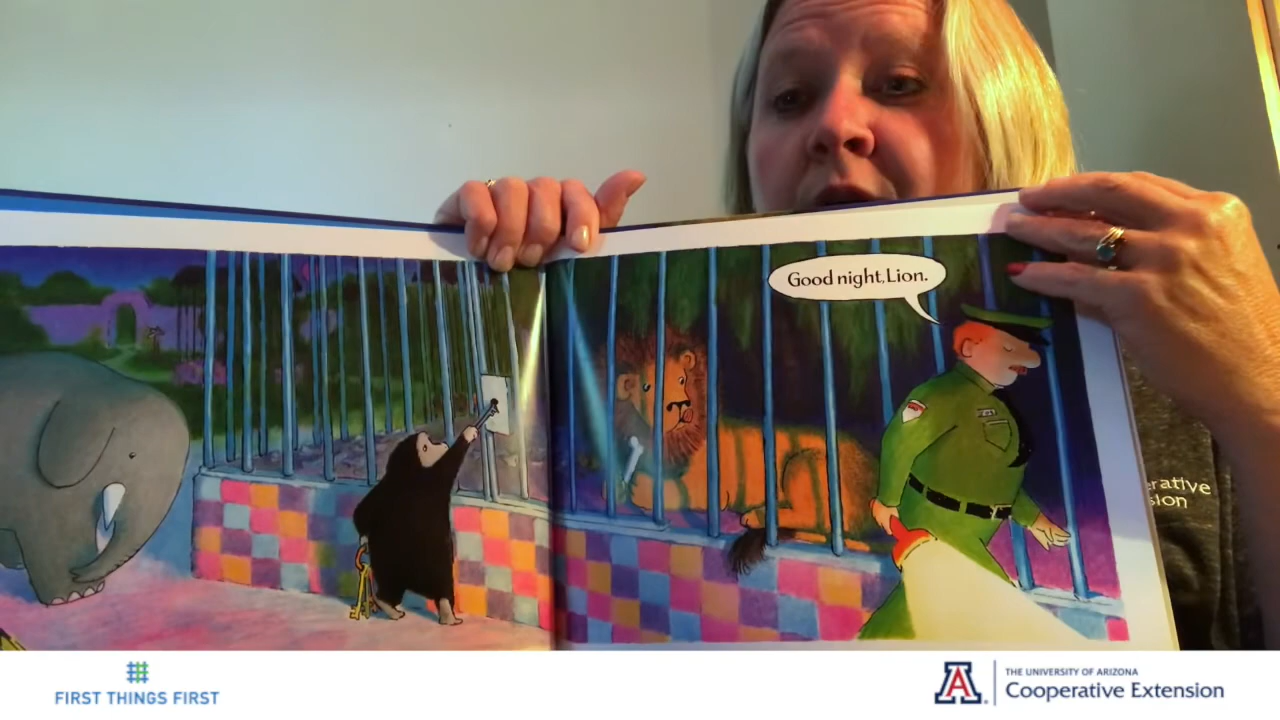 Good night, Lion.
erative
sion
FIRST THINGS FIRST
THE UNIVERSITY OF ARIZONA
A
Cooperative Extension